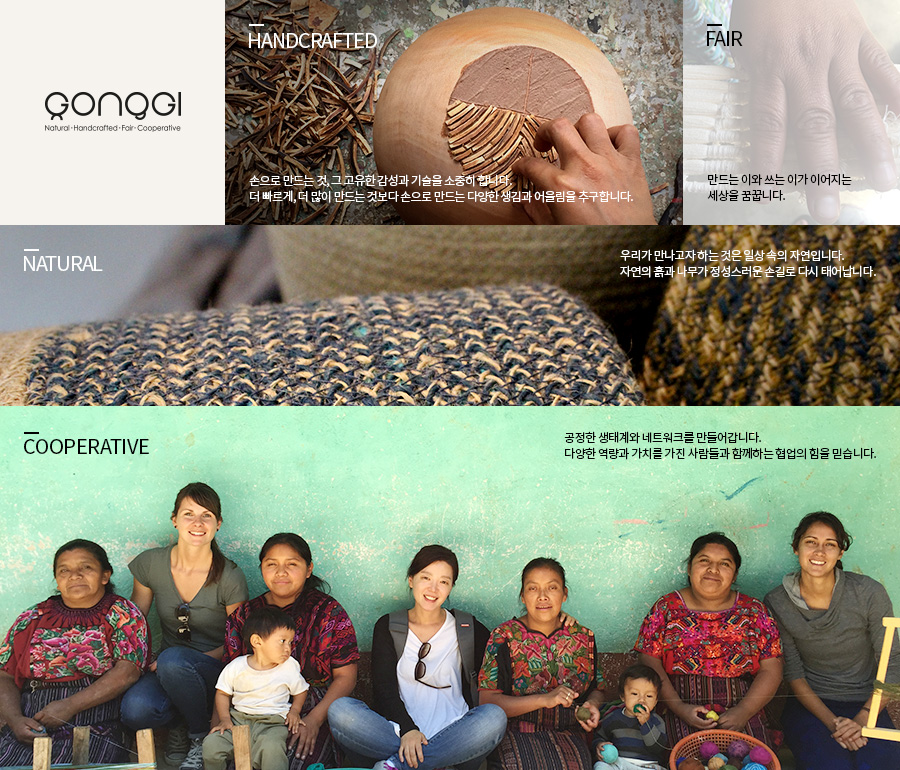 GONGGI
Natural·Handcrafted·Fair·Cooperative
HANDCRAFTED
손으로 만드는 것, 그 고유한 감성과 기술을 소중히 합니다.
더 빠르게, 더 많이 만드는 것보다 손으로 만드는 다양한 생김과 어울림을 추구합니다.
FAIR
만드는 이와 쓰는 이가 이어지는
세상을 꿈꿉니다.
NATURAL
우리가 만나고자 하는 것은 일상 속의 자연입니다.
자연의 흙과 나무가 정성스러운 손길로 다시 태어납니다.
COOPERATIVE
공정한 생태계와 네트워크를 만들어갑니다.
다양한 역량과 가치를 가진 사람들과 함께하는 협업의 힘을 믿습니다.